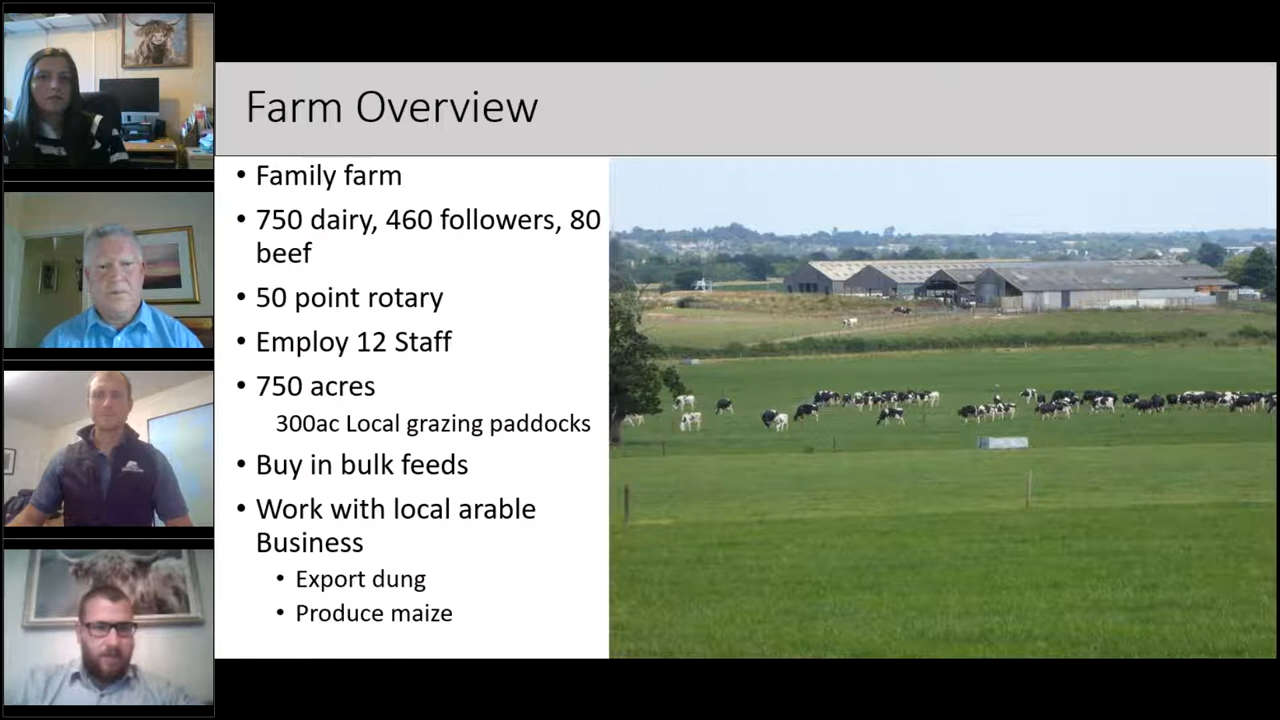 Farm Overview
• Family farm
• 750 dairy, 460 followers, 80
beef
• 50 point rotary
• Employ 12 Staff
• 750 acres
300ac Local grazing paddocks
• Buy in bulk feeds
• Work with local arable
Business
• Export dung
• Produce maize